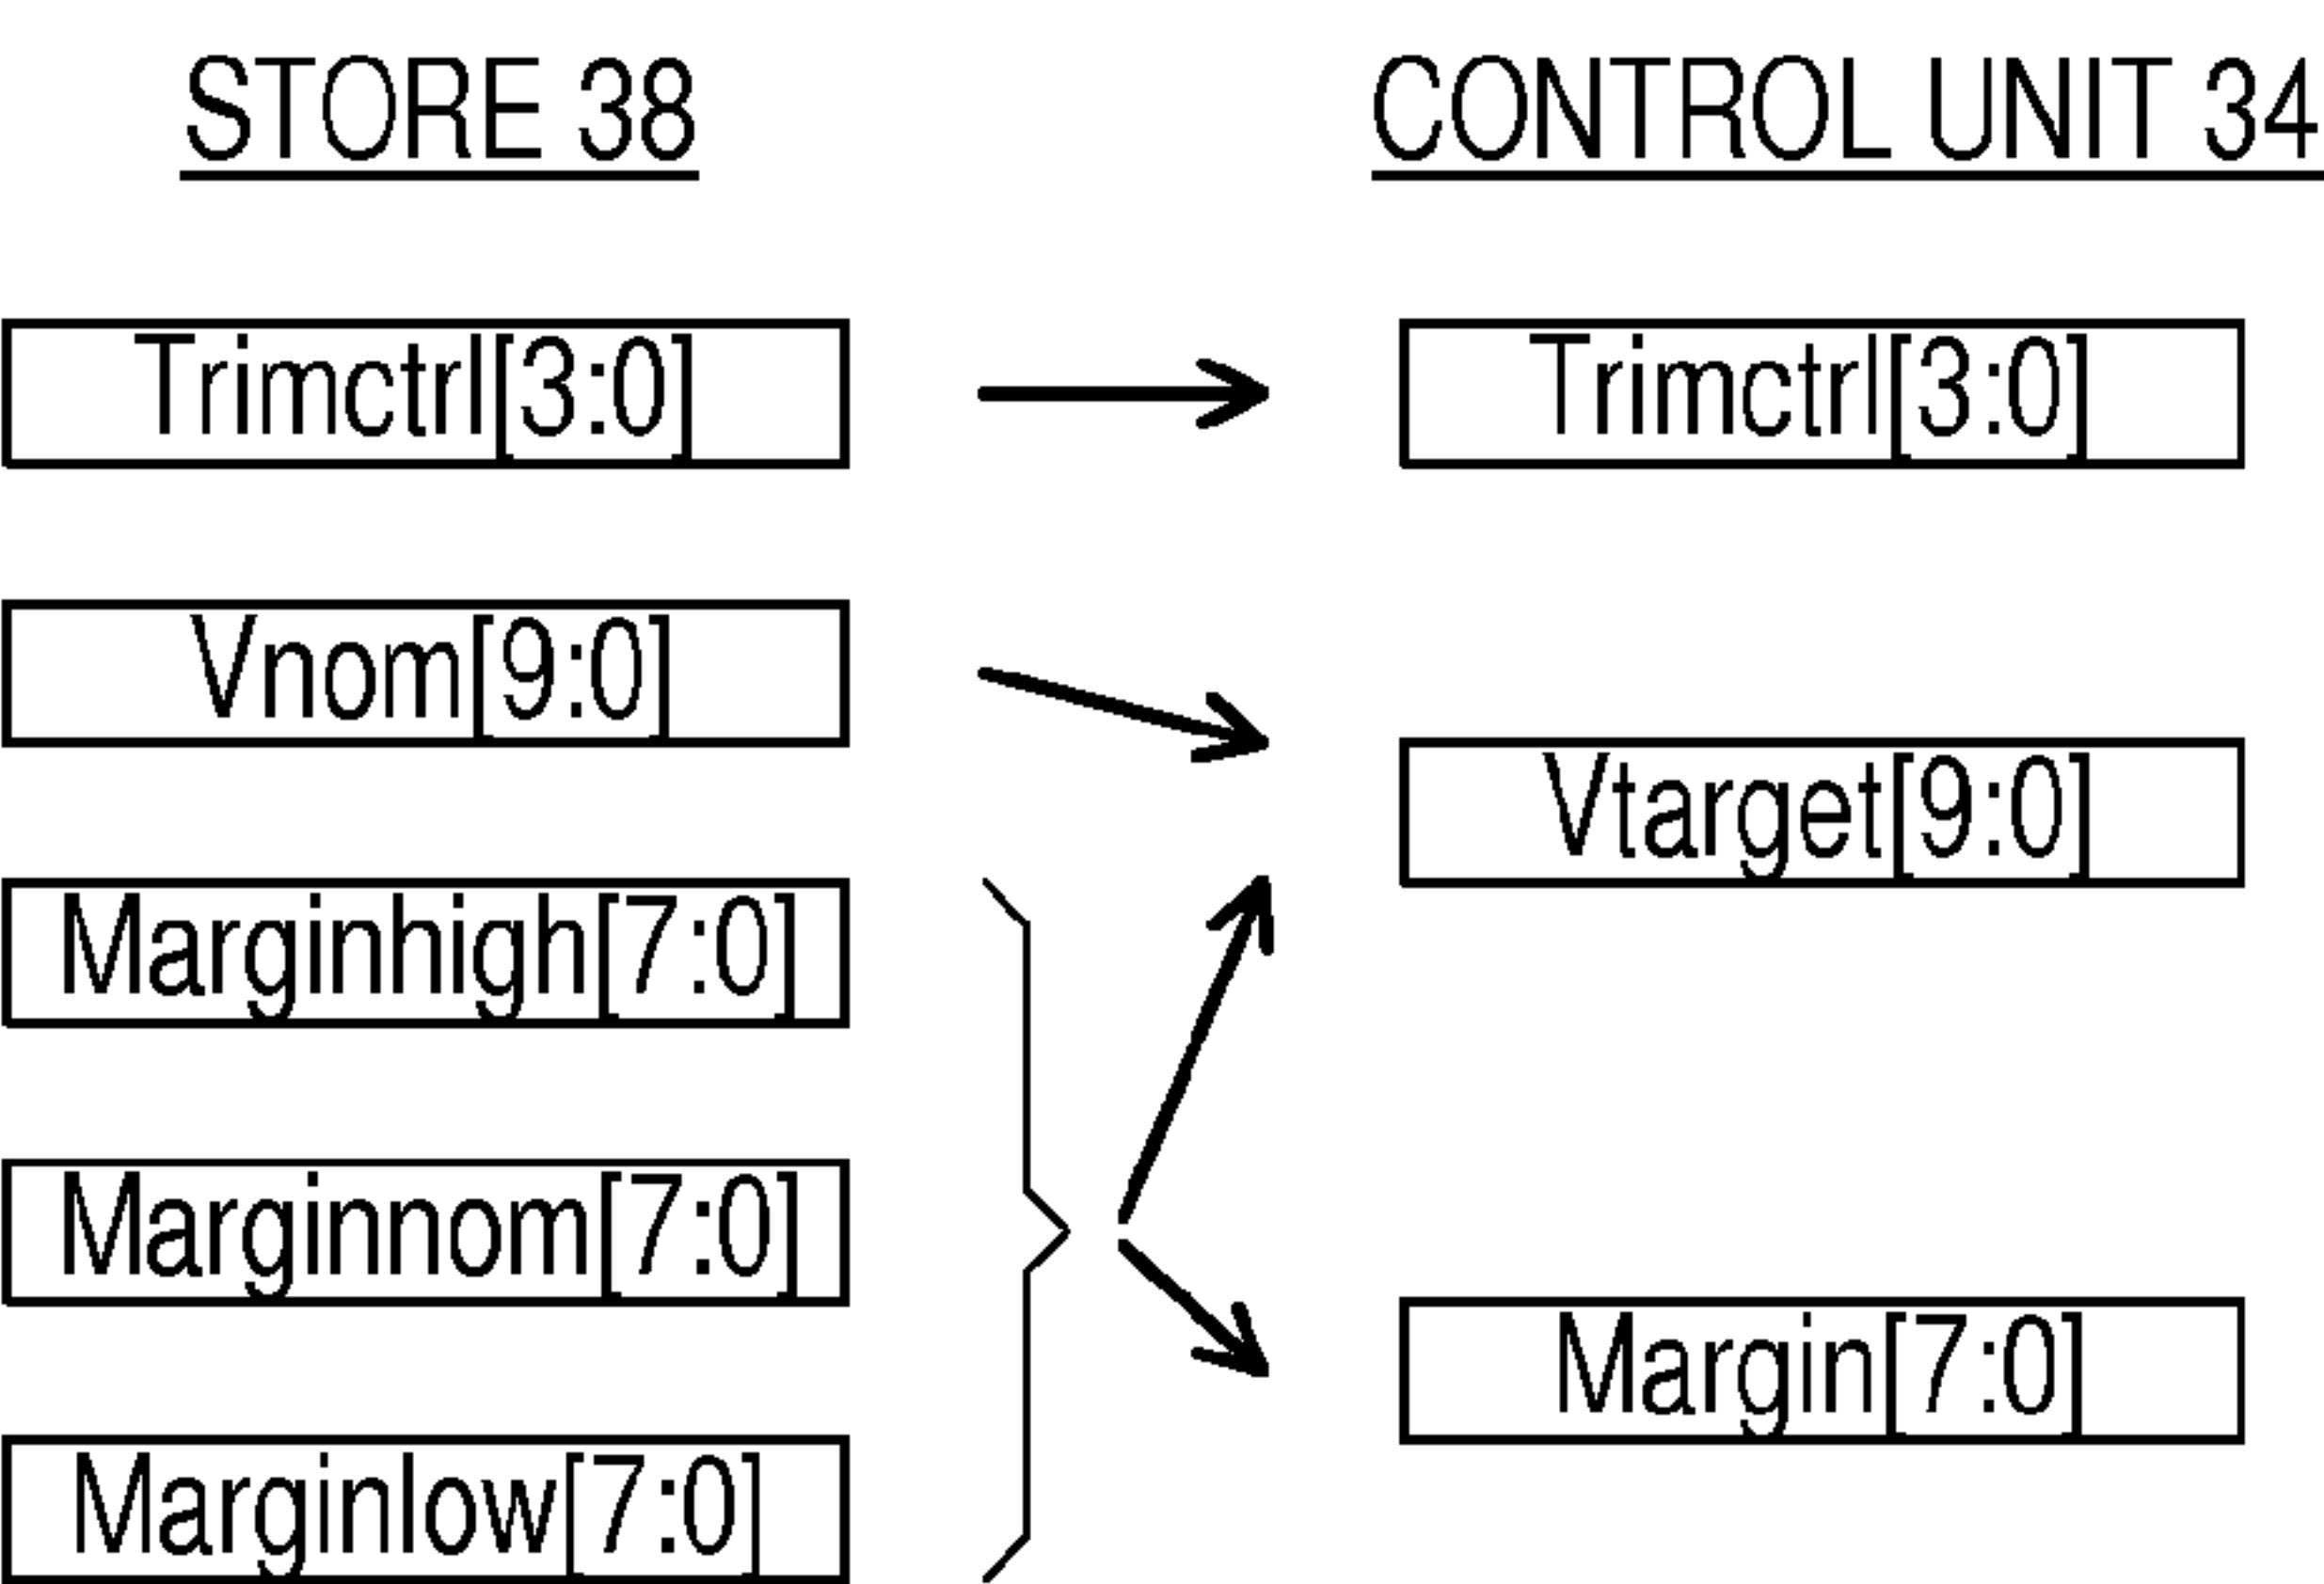 STORE 38
CONTROL UNIT 34
Trimctrl[3:0]
Trimctrl[3:0]
Vnom[9:0]
Vtarget[9:0]
Marginhigh[7:0]
Marginnom[7:0]
Margin[7:0]
Marginlow[7:0]